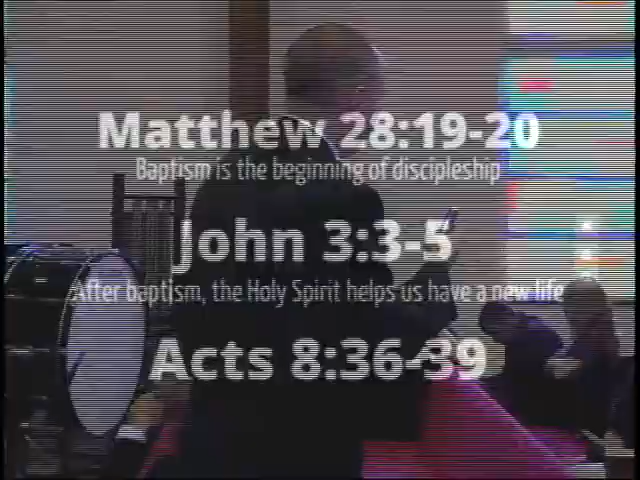 Matthew 28:19-20
Baptism is the beginning of discipleship
John 3:3-5
After baptism, the Holy Spirit helps us have a new life
Acts 8:36-39